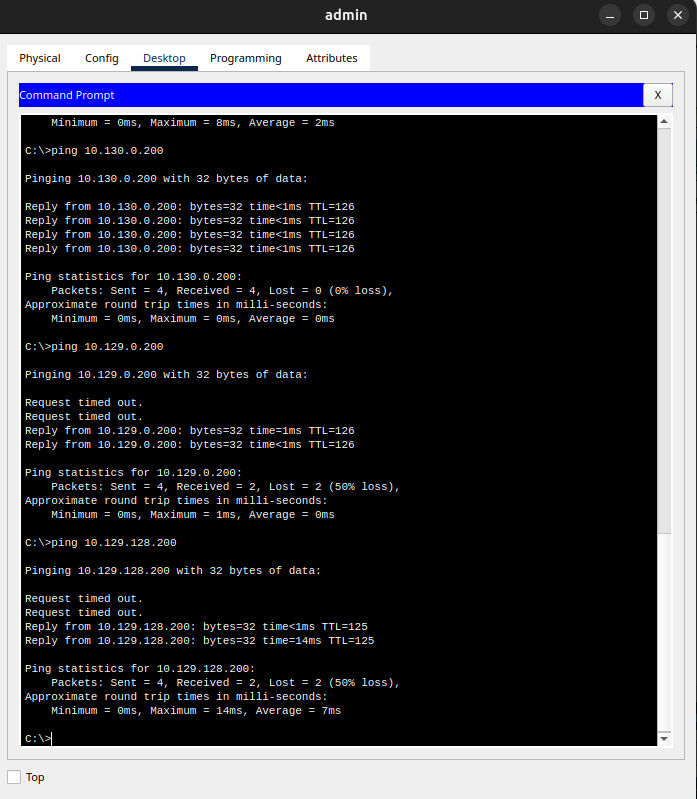 admin
Physical Config Desktop Programming Attributes
Command Prompt X
Minimum = 0ms, Maximum = 8ms, Average = 2ms
C:\>ping 10.130.0.200
Pinging 10.130.0.200 with 32 bytes of data:
Reply from 10.130.0.200: bytes=32 time<1ms TTL=126
Reply from 10.130.0.200: bytes=32 time<1ms TTL=126
Reply from 10.130.0.200: bytes=32 time<1ms TTL=126
Reply from 10.130.0.200: bytes=32 time<1ms TTL=126
Ping statistics for 10.130.0.200:
Packets: Sent = 4, Received = 4, Lost = 0 (0% loss),
Approximate round trip times in milli-seconds:
Minimum = 0ms, Maximum = 0ms, Average = 0ms
C:\>ping 10.129.0.200
Pinging 10.129.0.200 with 32 bytes of data:
Request timed out.
Request timed out.
Reply from 10.129.0.200: bytes=32 time=1ms TTL=126
Reply from 10.129.0.200: bytes=32 time<1ms TTL=126
Ping statistics for 10.129.0.200:
Packets: Sent = 4, Received = 2, Lost = 2 (50% loss),
Approximate round trip times in milli-seconds:
Minimum = 0ms, Maximum = 1ms, Average = 0ms
C:\>ping 10.129.128.200
Pinging 10.129.128.200 with 32 bytes of data:
Request timed out.
Request timed out.
Reply from 10.129.128.200: bytes=32 time<1ms TTL=125
Reply from 10.129.128.200: bytes=32 time=14ms TTL=125
Ping statistics for 10.129.128.200:
Packets: Sent = 4, Received = 2, Lost = 2 (50% loss),
Approximate round trip times in milli-seconds:
Minimum = 0ms, Maximum = 14ms, Average = 7ms
C:\>
Top